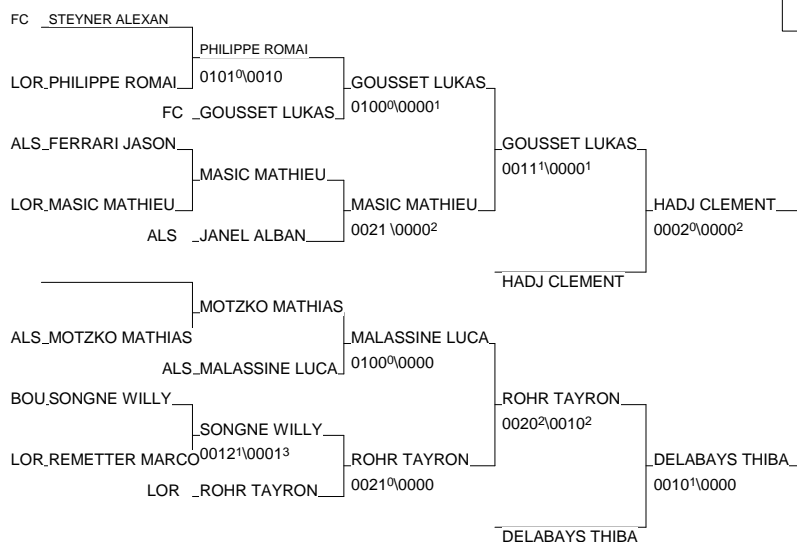 FC STEYNER ALEXAN
PHILIPPE ROMAI
LOR PHILIPPE ROMAI 0101⁰\0010 GOUSSET LUKAS
FC GOUSSET LUKAS 0100⁰\0000¹
ALS FERRARI JASON GOUSSET LUKAS
MASIC MATHIEU 0011¹\0000¹
LOR MASIC MATHIEU MASIC MATHIEU HADJ CLEMENT
ALS JANEL ALBAN 0021 \0000² 0002⁰\0000²
HADJ CLEMENT
MOTZKO MATHIAS
ALS MOTZKO MATHIAS MALASSINE LUCA
ALS MALASSINE LUCA 0100⁰\0000
BOU SONGNE WILLY ROHR TAYRON
SONGNE WILLY 0020²\0010²
LOR REMETTER MARCO 0012¹\0001³ ROHR TAYRON DELABAYS THIBA
LOR ROHR TAYRON 0021⁰\0000 0010¹\0000
DELABAYS THIBA